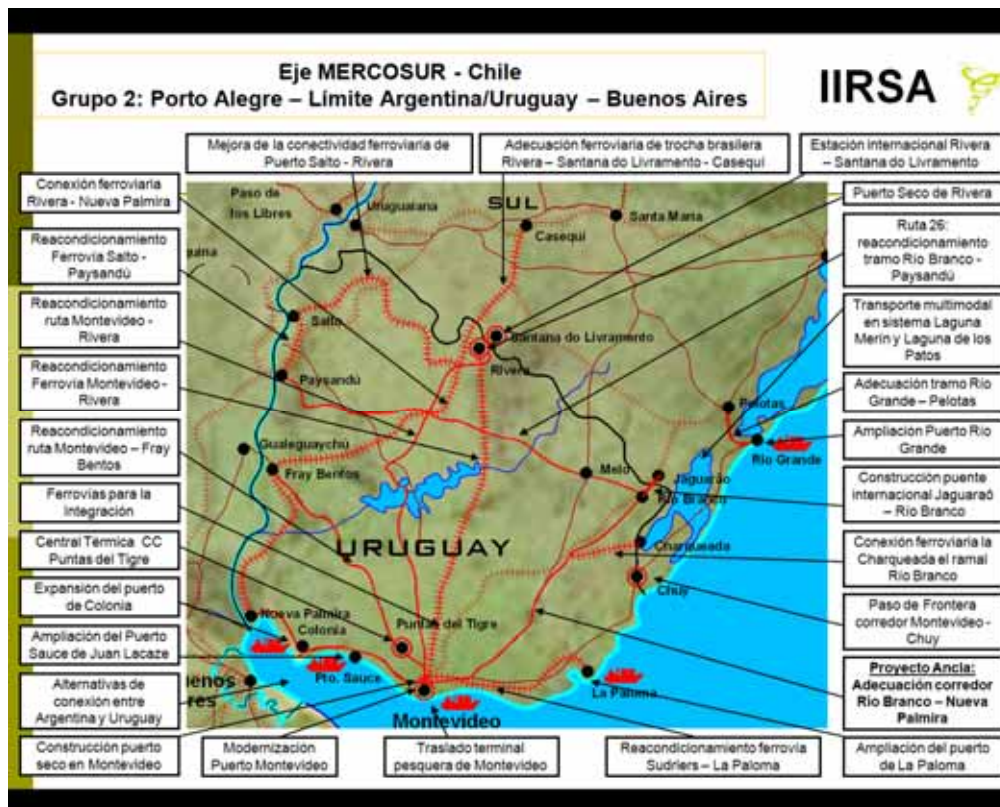 Eje MERCOSUR - Chile
Grupo 2: Porto Alegre – Límite Argentina/Uruguay – Buenos Aires
IIRSA
Mejora de la conectividad ferroviaria de
Puerto Salto - Rivera
Adecuación ferroviaria de trocha brasilera
Rivera – Santana do Livramento - Casequi
Estación internacional Rivera
– Santana do Livramento
Conexión ferroviaria
Rivera - Nueva Palmira
Reacondicionamiento
Ferrovía Salto -
Paysandú
Reacondicionamiento
ruta Montevideo -
Rivera
Reacondicionamiento
Ferrovía Montevideo -
Rivera
Reacondicionamiento
ruta Montevideo – Fray
Bentos
Ferrovías para la
Integración
Central Térmica CC
Puntas del Tigre
Expansión del puerto
de Colonia
Ampliación del Puerto
Sauce de Juan Lacaze
Alternativas de
conexión entre
Argentina y Uruguay
Construcción puerto
seco en Montevideo
Paso de
los Libres
Uruguaiana
SUL
Santa Maria
Casequi
Salto
Santana do Livramento
Rivera
Paysandú
Pelotas
Gualeguaychú
Rio Grande
Fray Bentos
Melo
Jaguarão
Rio Branco
URUGUAY
Charqueada
Chuy
Nueva Palmira
Colonia
Puntas del Tigre
Pto. Sauce
La Paloma
enos
res
Montevideo
Puerto Seco de Rivera
Ruta 26:
reacondicionamiento
tramo Río Branco -
Paysandú
Transporte multimodal
en sistema Laguna
Merín y Laguna de los
Patos
Adecuación tramo Río
Grande – Pelotas
Ampliación Puerto Río
Grande
Construcción puente
internacional Jaguaraõ
– Río Branco
Conexión ferroviaria la
Charqueada el ramal
Río Branco
Paso de Frontera
corredor Montevideo -
Chuy
Proyecto Ancla:
Adecuación corredor
Río Branco – Nueva
Palmira
Modernización
Puerto Montevideo
Traslado terminal
pesquera de Montevideo
Reacondicionamiento ferrovía
Sudriers – La Paloma
Ampliación del puerto
de La Paloma